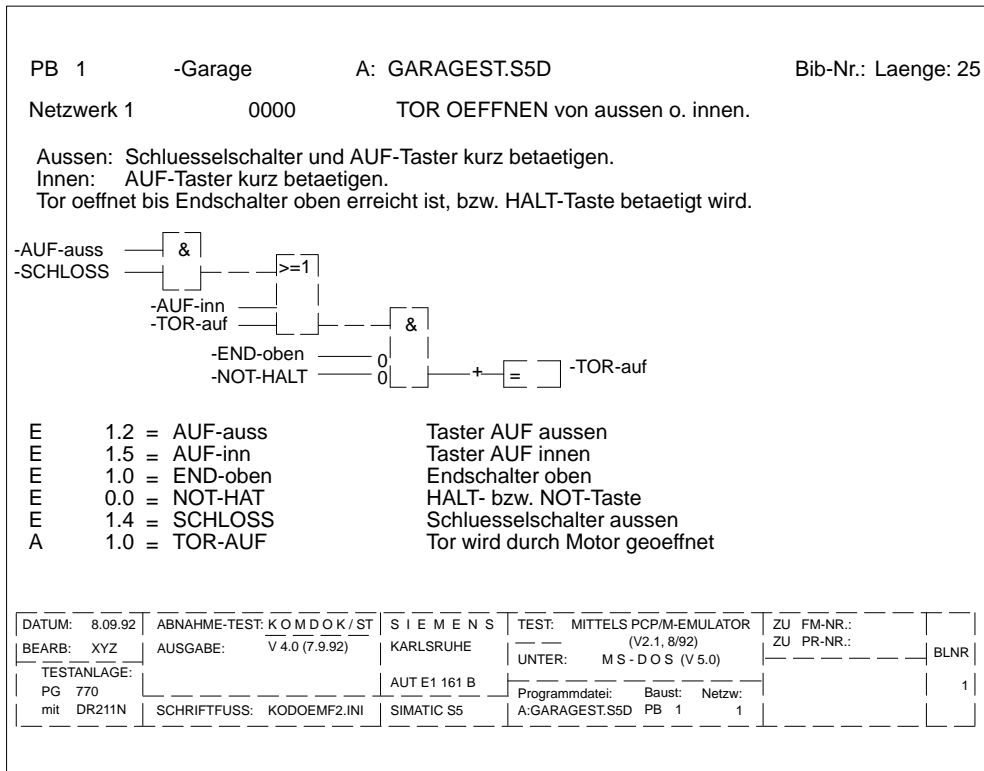 PB 1 -Garage A: GARAGEST.S5D Bib-Nr.: Laenge: 25
Netzwerk 1 0000 TOR OEFFNEN von aussen o. innen.
Aussen: Schluesselschalter und AUF-Taster kurz betaetigen.
Innen: AUF-Taster kurz betaetigen.
Tor oeffnet bis Endschalter oben erreicht ist, bzw. HALT-Taste betaetigt wird.
-AUF-auss &
-SCHLOSS >=1
-AUF-inn
-TOR-auf &
-END-oben 0
-NOT-HALT 0 + = -TOR-auf
E 1.2 = AUF-auss Taster AUF aussen
E 1.5 = AUF-inn Taster AUF innen
E 1.0 = END-oben Endschalter oben
E 0.0 = NOT-HAT HALT- bzw. NOT-Taste
E 1.4 = SCHLOSS Schluesselschalter aussen
A 1.0 = TOR-AUF Tor wird durch Motor geoeffnet
DATUM: 8.09.92 ABNAHME-TEST: K O M D O K / ST S I E M E N S TEST: MITTELS PCP/M-EMULATOR ZU FM-NR.:
BEARB: XYZ AUSGABE: V 4.0 (7.9.92) KARLSRUHE (V2.1, 8/92) ZU PR-NR.: BLNR
UNTER: M S - D O S (V 5.0)
TESTANLAGE: AUT E1 161 B 1
PG 770 Programmdatei: Baust: Netzw:
mit DR211N SCHRIFTFUSS: KODOEMF2.INI SIMATIC S5 A:GARAGEST.S5D PB 1 1